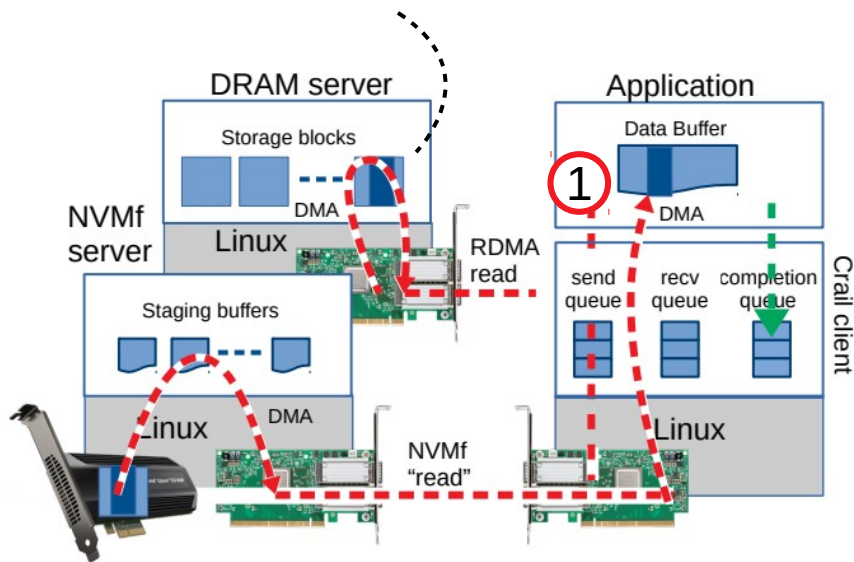 DRAM server
Storage blocks
DMA
Linux
NVMf
server
Staging buffers
DMA
Linux
RDMA
read
NVMf
“read”
Application
Data Buffer
1
DMA
send
queue
recv
queue
completion
queue
Crail client
Linux